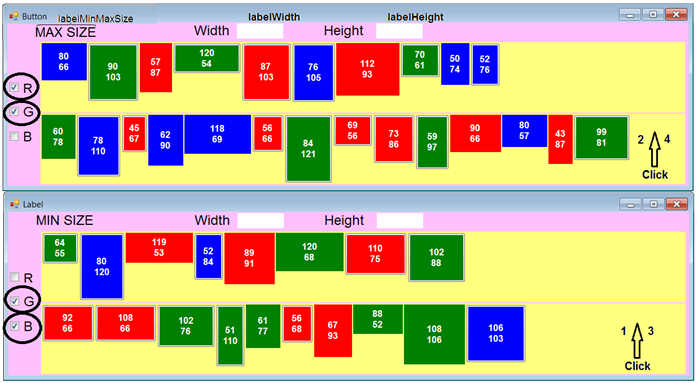 Button labelMinMaxSize labelWidth labelHeight
MAX SIZE Width Height
80 90 57 120 87 76 112 70 50 52
66 103 87 54 103 105 93 61 74 76
R
G
B
60 78 45 62 118 56 84 69 73 59 90 80 43 99
78 110 67 90 69 66 121 56 86 97 66 57 87 81
2 4
Click
Label
MIN SIZE Width Height
64 80 119 52 89 120 110 102
55 120 53 84 91 68 75 88
R
G
B
92 108 102 51 61 56 67 88 108 106
66 66 76 110 77 68 93 52 106 103
1 3
Click